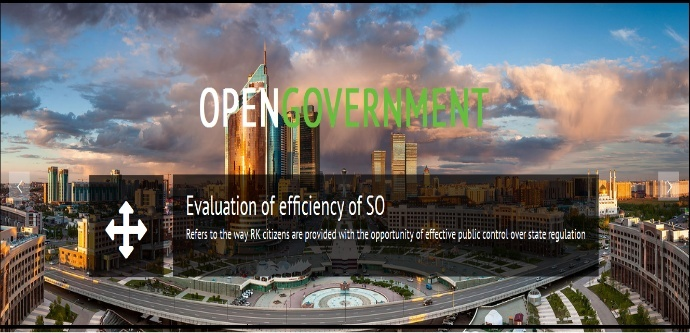 OPENGOVERNMENT
Evaluation of efficiency of SO
Refers to the way RK citizens are provided with the opportunity of effective public control over state regulation